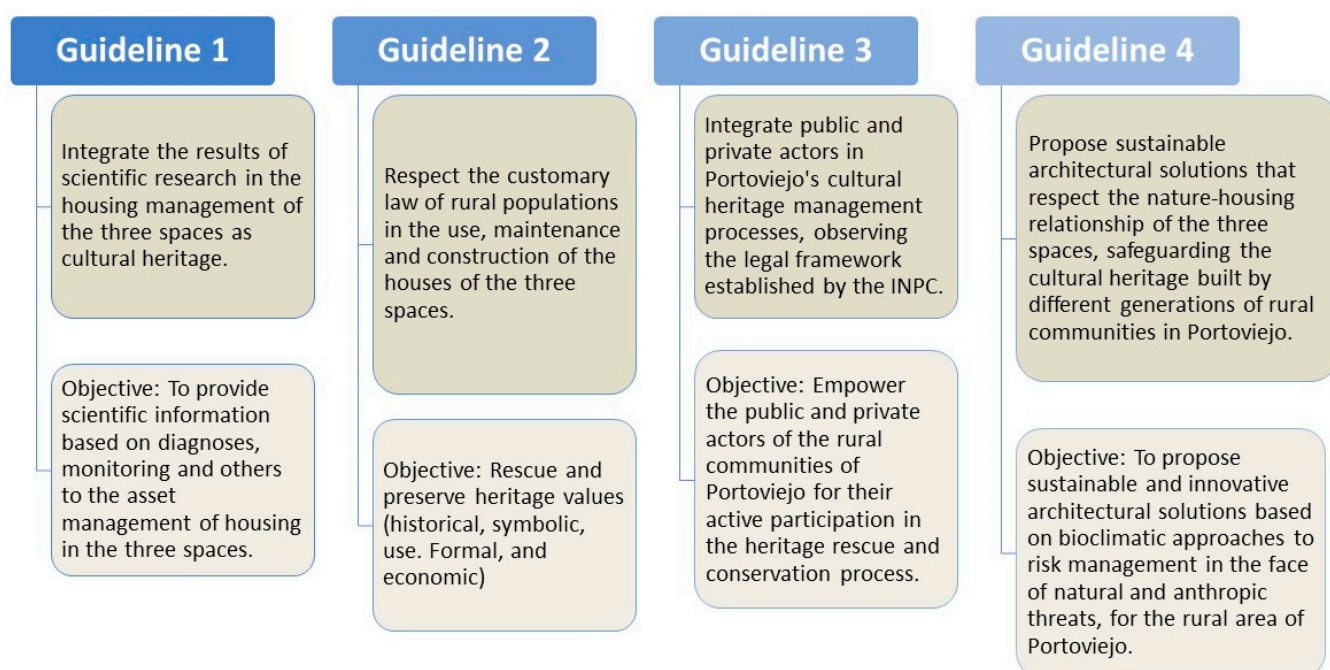 Guideline 1
Integrate the results of
scientific research in the
housing management of
the three spaces as
cultural heritage.
Objective: To provide
scientific information
based on diagnoses,
monitoring and others
to the asset
management of housing
in the three spaces.
Guideline 2
Respect the customary
law of rural populations
in the use, maintenance
and construction of the
houses of the three
spaces.
Objective: Rescue and
preserve heritage values
(historical, symbolic,
use. Formal, and
economic)
Guideline 3
Integrate public and
private actors in
Portoviejo's cultural
heritage management
processes, observing
the legal framework
established by the INPC.
Objective: Empower
the public and private
actors of the rural
communities of
Portoviejo for their
active participation in
the heritage rescue and
conservation process.
Guideline 4
Propose sustainable
architectural solutions that
respect the nature-housing
relationship of the three
spaces, safeguarding the
cultural heritage built by
different generations of rural
communities in Portoviejo.
Objective: To propose
sustainable and innovative
architectural solutions based
on bioclimatic approaches to
risk management in the face
of natural and anthropic
threats, for the rural area of
Portoviejo.